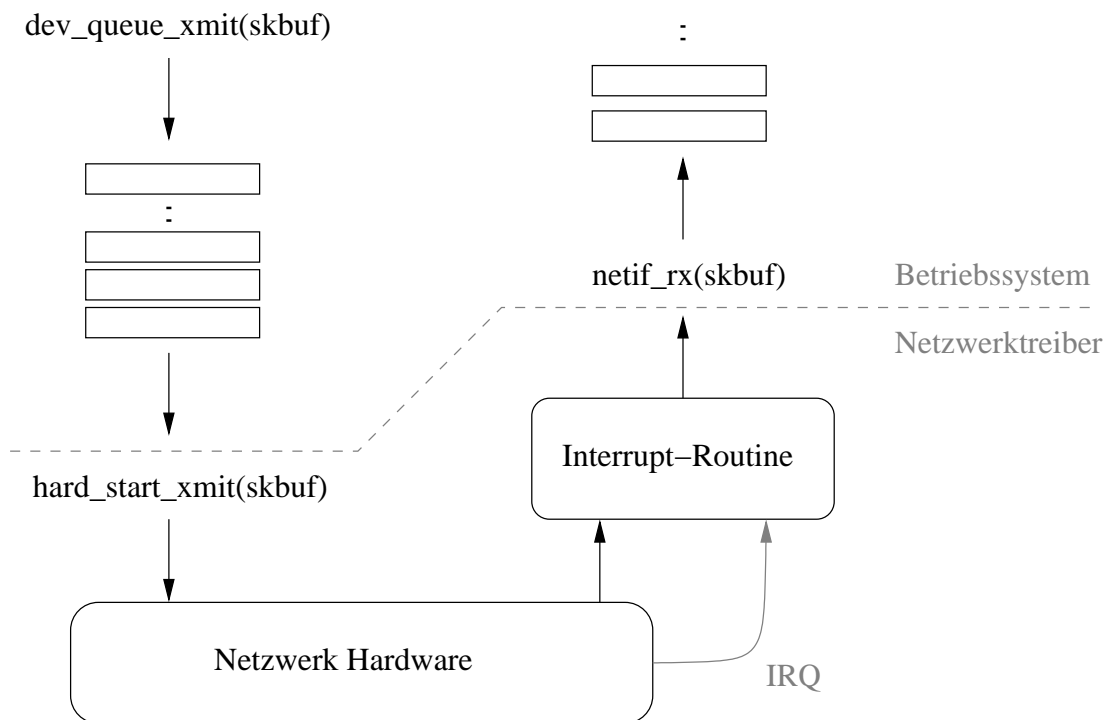 dev_queue_xmit(skbuf)
netif_rx(skbuf)
Betriebssystem
Netzwerktreiber
Interrupt−Routine
hard_start_xmit(skbuf)
Netzwerk Hardware
IRQ